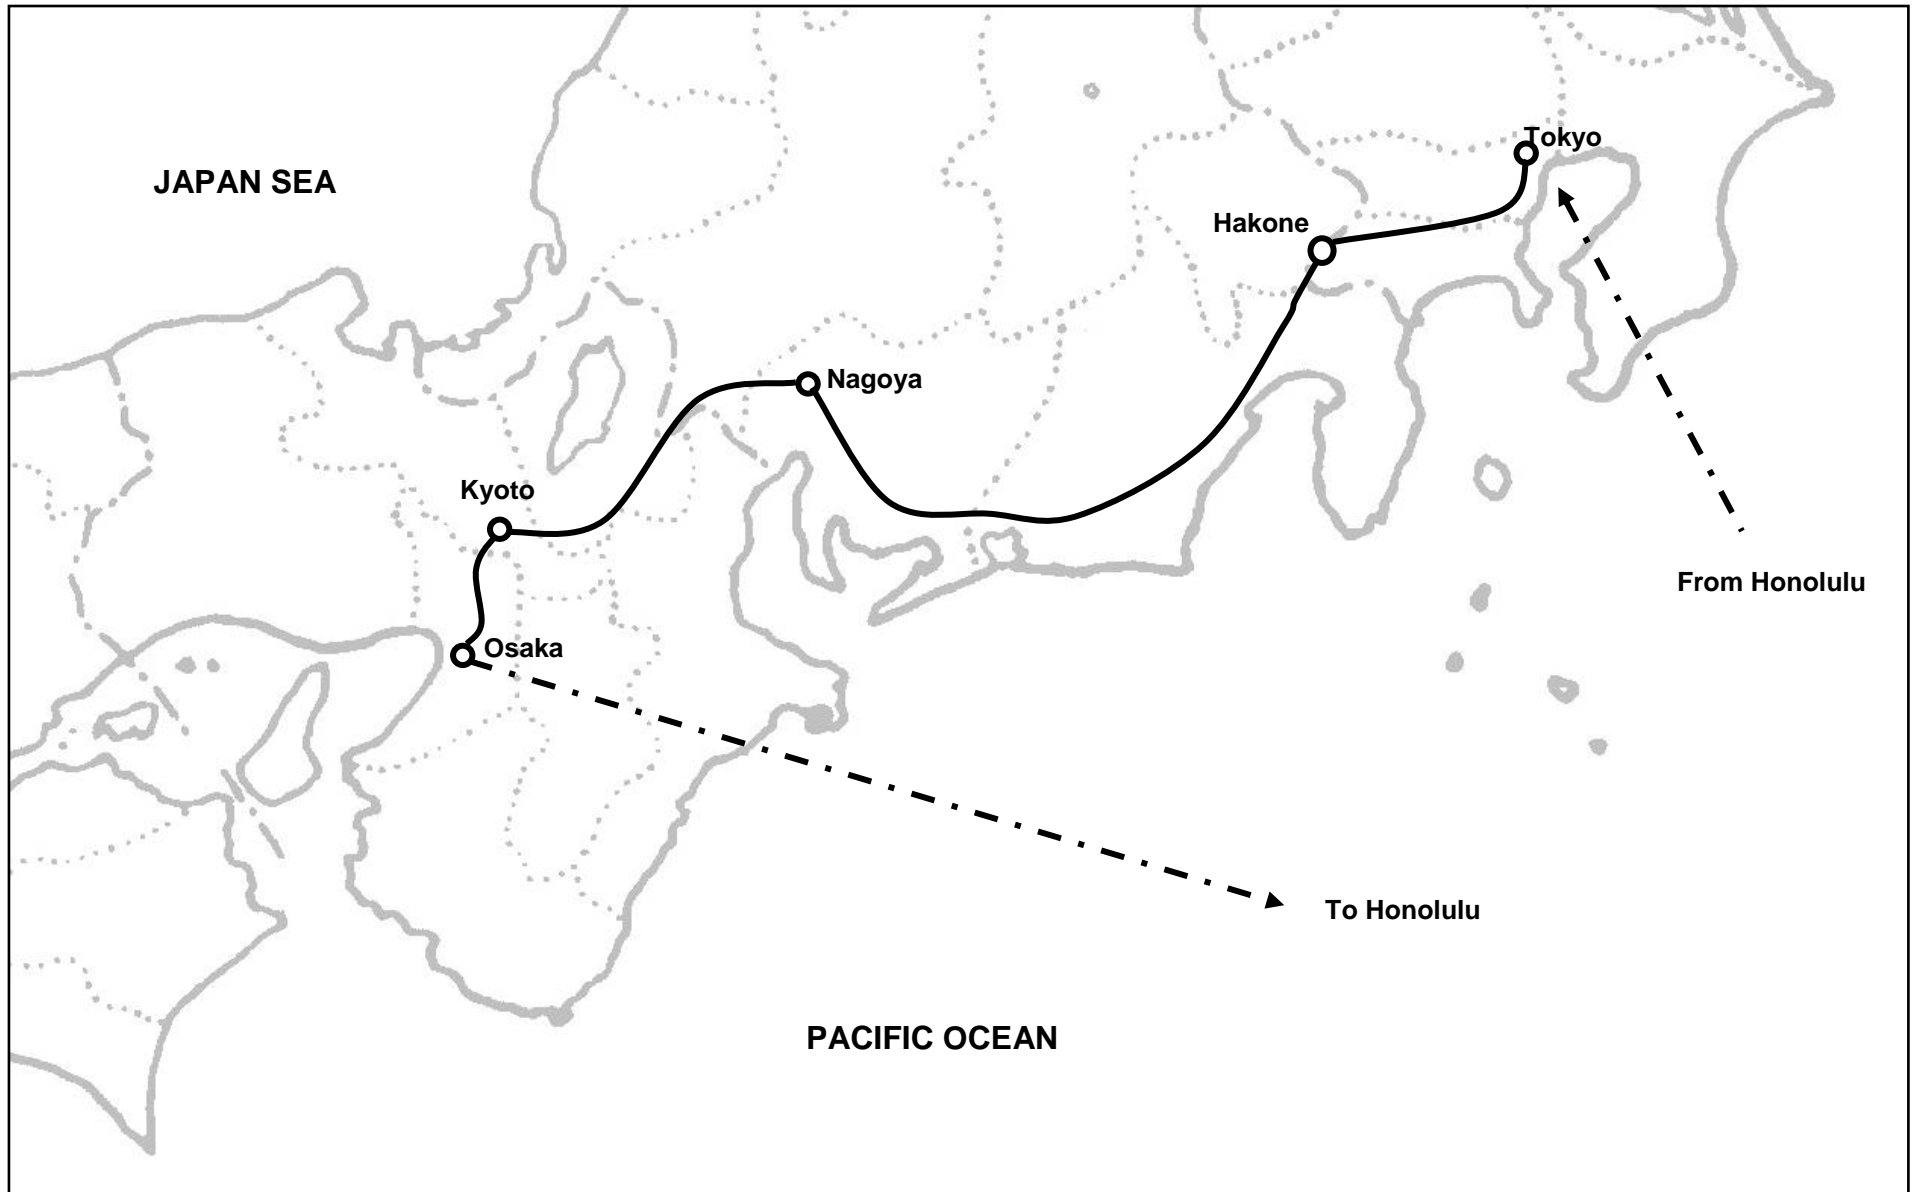 Tokyo
JAPAN SEA
Hakone
Nagoya
Kyoto
From Honolulu
Osaka
To Honolulu
PACIFIC OCEAN